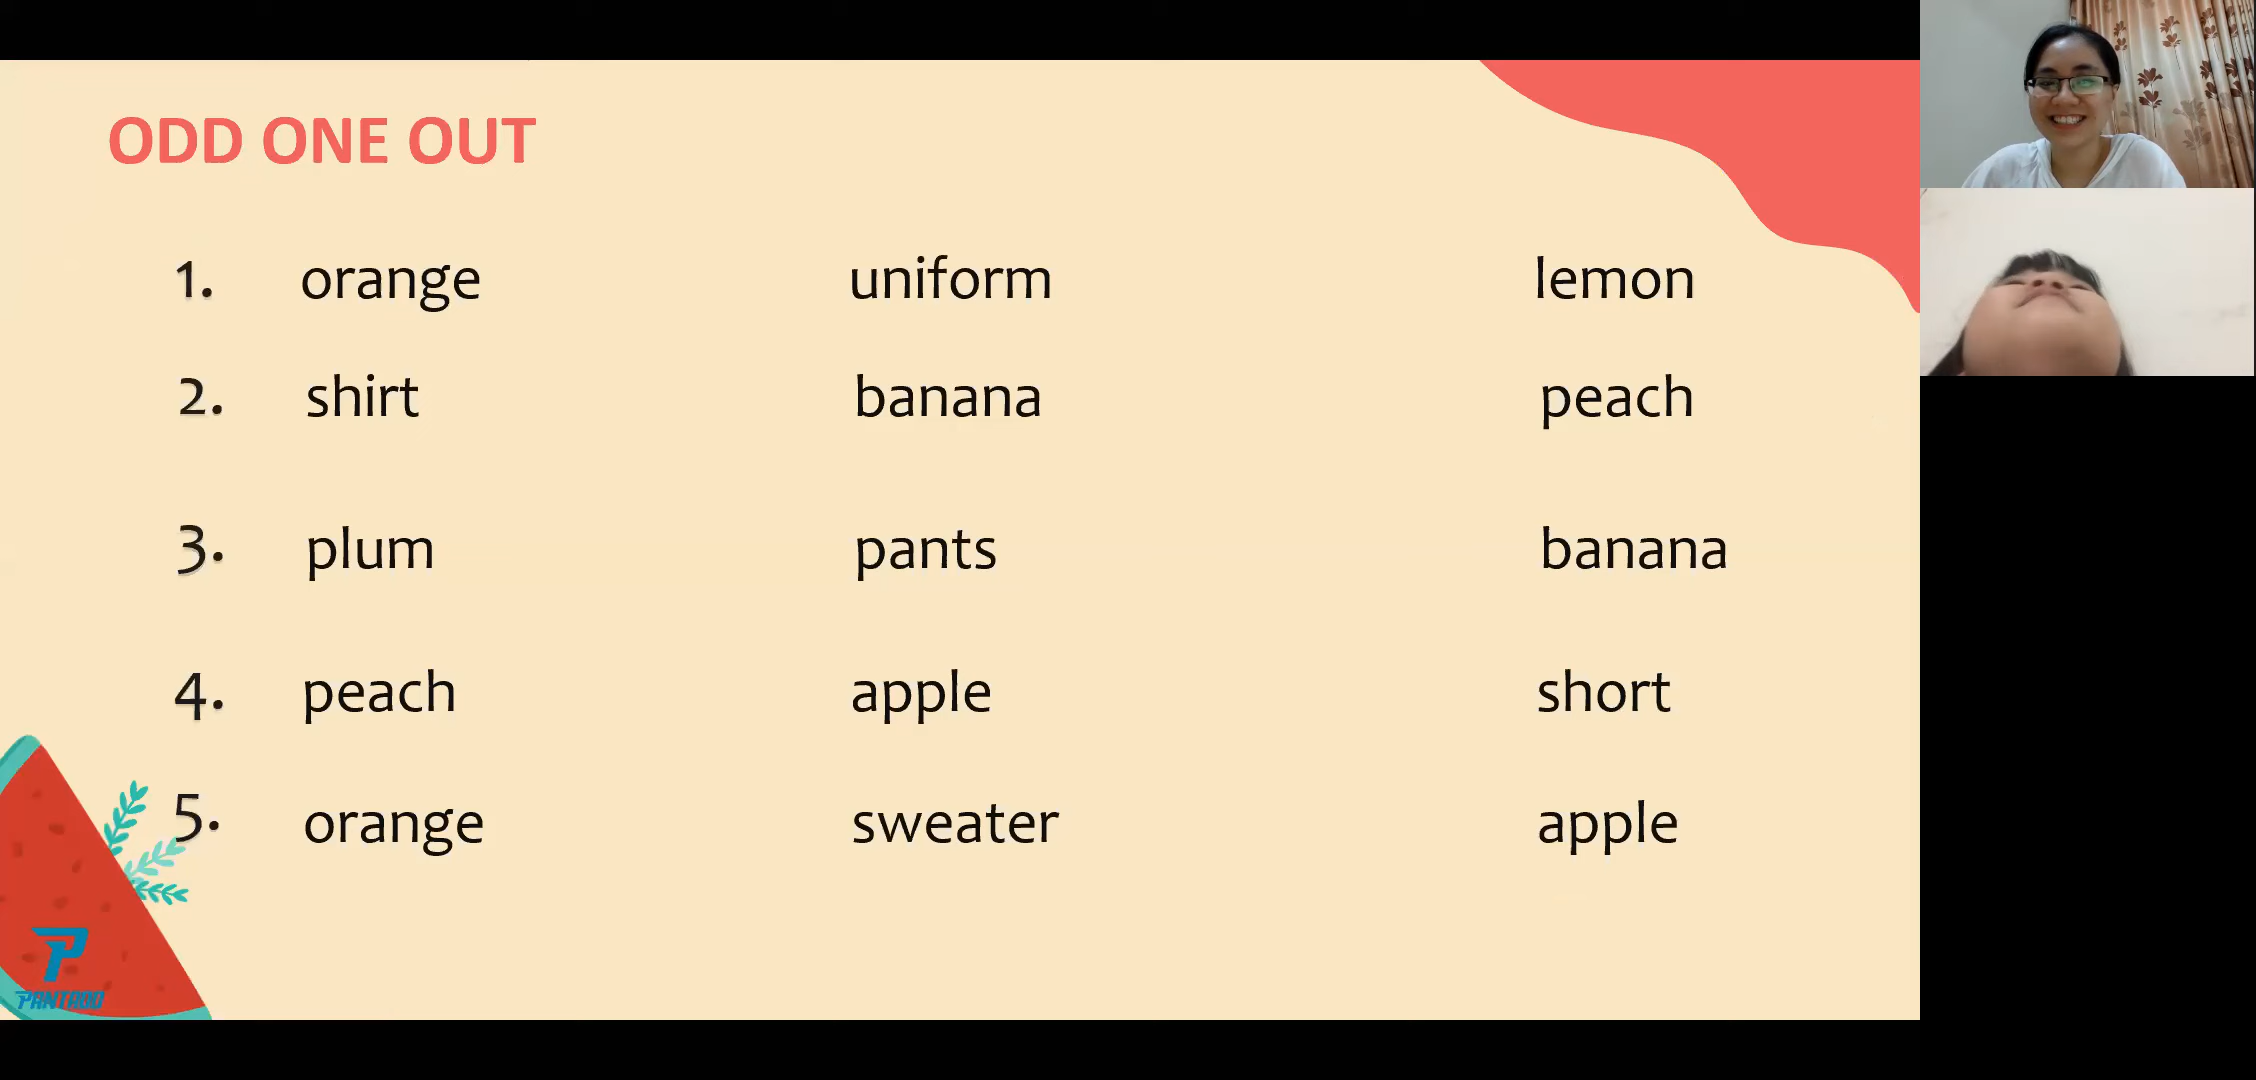 ODD ONE OUT
1. orange uniform lemon
2. shirt banana peach
3. plum pants banana
4. peach apple short
5. orange sweater apple
PANTADO